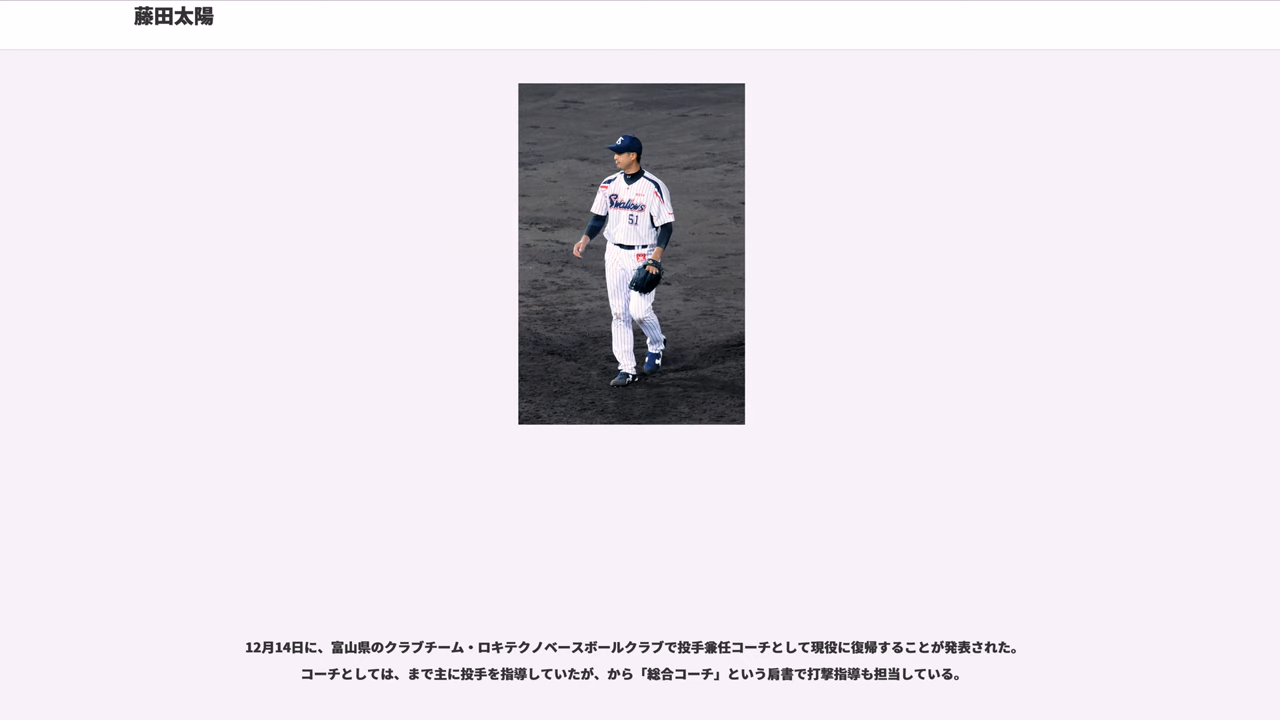 藤田太陽
Swallows
51
12月14日に、富山県のクラブチーム・ロキテクノベースボールクラブで投手兼任コーチとして現役に復帰することが発表された。
コーチとしては、まで主に投手を指導していたが、から「総合コーチ」という肩書で打撃指導も担当している。